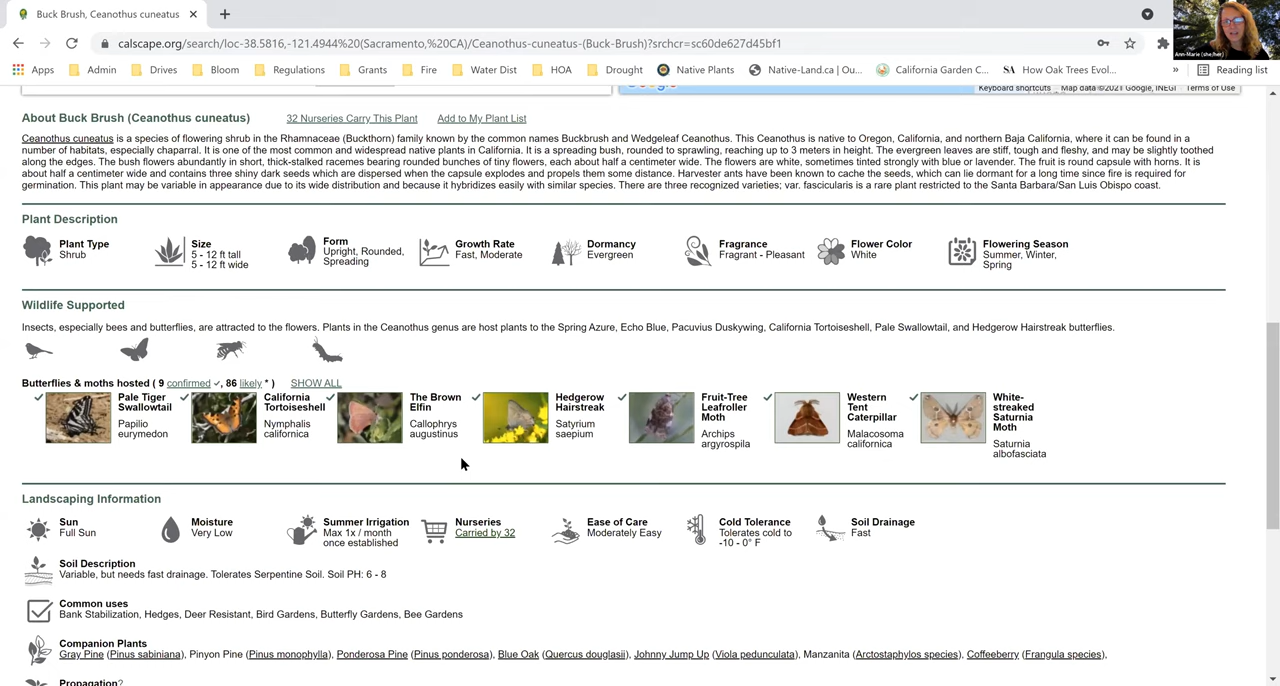 Buck Brush, Ceanothus cuneatus
calscape.org/search/loc-38.5816,-121.4944%20(Sacramento,%20CA)/Ceanothus-cuneatus-(Buck-Brush)?srchcr=sc60de627d45bf1
Apps Admin Drives Bloom Regulations Grants Fire Water Dist HOA Drought Native Plants Native-Land.ca | Ou... California Garden C... SA How Oak Trees Evol... » Reading list
Ann-Marie (she/her)
Keyboard shortcuts Map data ©2021 Google, INEGI Terms of Use
About Buck Brush (Ceanothus cuneatus) 32 Nurseries Carry This Plant Add to My Plant List
Ceanothus cuneatus is a species of flowering shrub in the Rhamnaceae (Buckthorn) family known by the common names Buckbrush and Wedgeleaf Ceanothus. This Ceanothus is native to Oregon, California, and northern Baja California, where it can be found in a
number of habitats, especially chaparral. It is one of the most common and widespread native plants in California. It is a spreading bush, rounded to sprawling, reaching up to 3 meters in height. The evergreen leaves are stiff, tough and fleshy, and may be slightly toothed
along the edges. The bush flowers abundantly in short, thick-stalked racemes bearing rounded bunches of tiny flowers, each about half a centimeter wide. The flowers are white, sometimes tinted strongly with blue or lavender. The fruit is round capsule with horns. It is
about half a centimeter wide and contains three shiny dark seeds which are dispersed when the capsule explodes and propels them some distance. Harvester ants have been known to cache the seeds, which can lie dormant for a long time since fire is required for
germination. This plant may be variable in appearance due to its wide distribution and because it hybridizes easily with similar species. There are three recognized varieties; var. fascicularis is a rare plant restricted to the Santa Barbara/San Luis Obispo coast.
Plant Description
Plant Type
Shrub
Size
5 - 12 ft tall
5 - 12 ft wide
Form
Upright, Rounded,
Spreading
Growth Rate
Fast, Moderate
Dormancy
Evergreen
Fragrance
Fragrant - Pleasant
Flower Color
White
Flowering Season
Summer, Winter,
Spring
Wildlife Supported
Insects, especially bees and butterflies, are attracted to the flowers. Plants in the Ceanothus genus are host plants to the Spring Azure, Echo Blue, Pacuvius Duskywing, California Tortoiseshell, Pale Swallowtail, and Hedgerow Hairstreak butterflies.
Butterflies & moths hosted ( 9 confirmed ✓, 86 likely * ) SHOW ALL
Pale Tiger
Swallowtail
Papilio
eurymedon
California
Tortoiseshell
Nymphalis
californica
The Brown
Elfin
Callophrys
augustinus
Hedgerow
Hairstreak
Satyrium
saepium
Fruit-Tree
Leafroller
Moth
Archips
argyrospila
Western
Tent
Caterpillar
Malacosoma
californica
White-
streaked
Saturnia
Moth
Saturnia
albofasciata
Landscaping Information
Sun
Full Sun
Moisture
Very Low
Summer Irrigation
Max 1x / month
once established
Nurseries
Carried by 32
Ease of Care
Moderately Easy
Cold Tolerance
Tolerates cold to
-10 - 0° F
Soil Drainage
Fast
Soil Description
Variable, but needs fast drainage. Tolerates Serpentine Soil. Soil PH: 6 - 8
Common uses
Bank Stabilization, Hedges, Deer Resistant, Bird Gardens, Butterfly Gardens, Bee Gardens
Companion Plants
Gray Pine (Pinus sabiniana), Pinyon Pine (Pinus monophylla), Ponderosa Pine (Pinus ponderosa), Blue Oak (Quercus douglasii), Johnny Jump Up (Viola pedunculata), Manzanita (Arctostaphylos species), Coffeeberry (Frangula species),
Propagation?